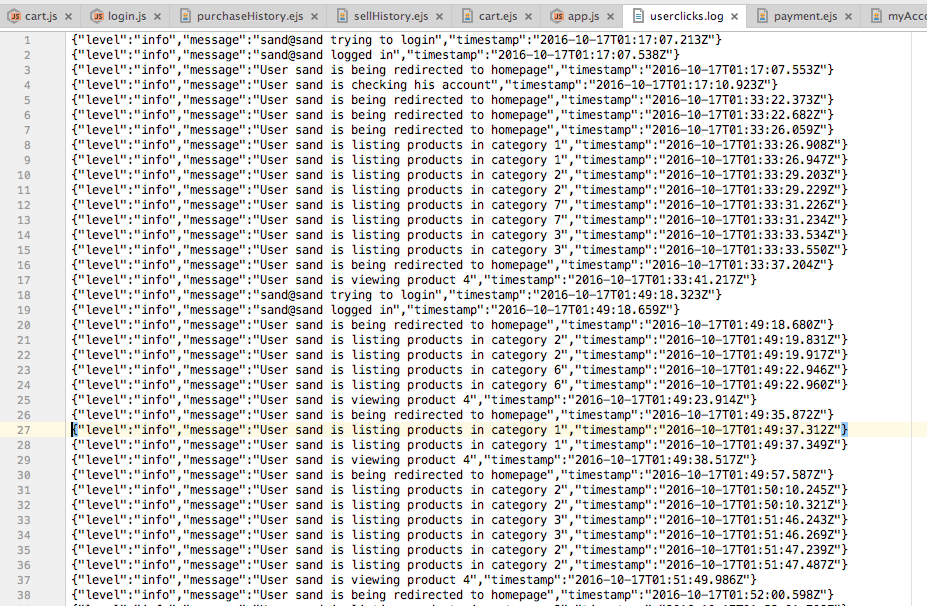 cart.js × login.js × purchaseHistory.ejs × sellHistory.ejs × cart.ejs × app.js × userclicks.log × payment.ejs × myAcco
1 {"level":"info","message":"sand@sand trying to login","timestamp":"2016-10-17T01:17:07.213Z"}
2 {"level":"info","message":"sand@sand logged in","timestamp":"2016-10-17T01:17:07.538Z"}
3 {"level":"info","message":"User sand is being redirected to homepage","timestamp":"2016-10-17T01:17:07.553Z"}
4 {"level":"info","message":"User sand is checking his account","timestamp":"2016-10-17T01:17:10.923Z"}
5 {"level":"info","message":"User sand is being redirected to homepage","timestamp":"2016-10-17T01:33:22.373Z"}
6 {"level":"info","message":"User sand is being redirected to homepage","timestamp":"2016-10-17T01:33:22.682Z"}
7 {"level":"info","message":"User sand is being redirected to homepage","timestamp":"2016-10-17T01:33:26.059Z"}
8 {"level":"info","message":"User sand is listing products in category 1","timestamp":"2016-10-17T01:33:26.908Z"}
9 {"level":"info","message":"User sand is listing products in category 1","timestamp":"2016-10-17T01:33:26.947Z"}
10 {"level":"info","message":"User sand is listing products in category 2","timestamp":"2016-10-17T01:33:29.203Z"}
11 {"level":"info","message":"User sand is listing products in category 2","timestamp":"2016-10-17T01:33:29.229Z"}
12 {"level":"info","message":"User sand is listing products in category 7","timestamp":"2016-10-17T01:33:31.226Z"}
13 {"level":"info","message":"User sand is listing products in category 7","timestamp":"2016-10-17T01:33:31.234Z"}
14 {"level":"info","message":"User sand is listing products in category 3","timestamp":"2016-10-17T01:33:33.534Z"}
15 {"level":"info","message":"User sand is listing products in category 3","timestamp":"2016-10-17T01:33:33.550Z"}
16 {"level":"info","message":"User sand is being redirected to homepage","timestamp":"2016-10-17T01:33:37.204Z"}
17 {"level":"info","message":"User sand is viewing product 4","timestamp":"2016-10-17T01:33:41.217Z"}
18 {"level":"info","message":"sand@sand trying to login","timestamp":"2016-10-17T01:49:18.323Z"}
19 {"level":"info","message":"sand@sand logged in","timestamp":"2016-10-17T01:49:18.659Z"}
20 {"level":"info","message":"User sand is being redirected to homepage","timestamp":"2016-10-17T01:49:18.680Z"}
21 {"level":"info","message":"User sand is listing products in category 2","timestamp":"2016-10-17T01:49:19.831Z"}
22 {"level":"info","message":"User sand is listing products in category 2","timestamp":"2016-10-17T01:49:19.917Z"}
23 {"level":"info","message":"User sand is listing products in category 6","timestamp":"2016-10-17T01:49:22.946Z"}
24 {"level":"info","message":"User sand is listing products in category 6","timestamp":"2016-10-17T01:49:22.960Z"}
25 {"level":"info","message":"User sand is viewing product 4","timestamp":"2016-10-17T01:49:23.914Z"}
26 {"level":"info","message":"User sand is being redirected to homepage","timestamp":"2016-10-17T01:49:35.872Z"}
27 {"level":"info","message":"User sand is listing products in category 1","timestamp":"2016-10-17T01:49:37.312Z"}
28 {"level":"info","message":"User sand is listing products in category 1","timestamp":"2016-10-17T01:49:37.349Z"}
29 {"level":"info","message":"User sand is viewing product 4","timestamp":"2016-10-17T01:49:38.517Z"}
30 {"level":"info","message":"User sand is being redirected to homepage","timestamp":"2016-10-17T01:49:57.587Z"}
31 {"level":"info","message":"User sand is listing products in category 2","timestamp":"2016-10-17T01:50:10.245Z"}
32 {"level":"info","message":"User sand is listing products in category 2","timestamp":"2016-10-17T01:50:10.321Z"}
33 {"level":"info","message":"User sand is listing products in category 3","timestamp":"2016-10-17T01:51:46.243Z"}
34 {"level":"info","message":"User sand is listing products in category 3","timestamp":"2016-10-17T01:51:46.269Z"}
35 {"level":"info","message":"User sand is listing products in category 2","timestamp":"2016-10-17T01:51:47.239Z"}
36 {"level":"info","message":"User sand is listing products in category 2","timestamp":"2016-10-17T01:51:47.487Z"}
37 {"level":"info","message":"User sand is viewing product 4","timestamp":"2016-10-17T01:51:49.986Z"}
38 {"level":"info","message":"User sand is being redirected to homepage","timestamp":"2016-10-17T01:52:00.598Z"}